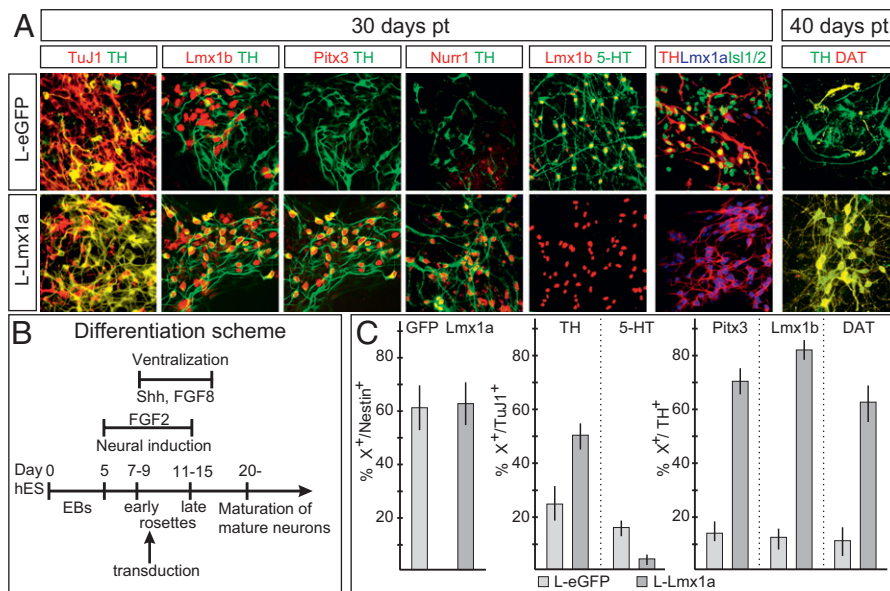 A
30 days pt
40 days pt
TuJ1 TH
Lmx1b TH
Pitx3 TH
Nurr1 TH
Lmx1b 5-HT
THLmx1aIsl1/2
TH DAT
L-eGFP
L-Lmx1a
B
Differentiation scheme
Ventralization
Shh, FGF8
FGF2
Neural induction
Day 0 5 7-9 11-15 20-
hES
EBs
early late
rosettes
Maturation of
mature neurons
transduction
C
GFP Lmx1a
% X+/Nestin+
80
60
40
20
TH 5-HT
% X+/TuJ1+
80
60
40
20
Pitx3 Lmx1b DAT
% X+/TH+
80
60
40
20
L-eGFP L-Lmx1a